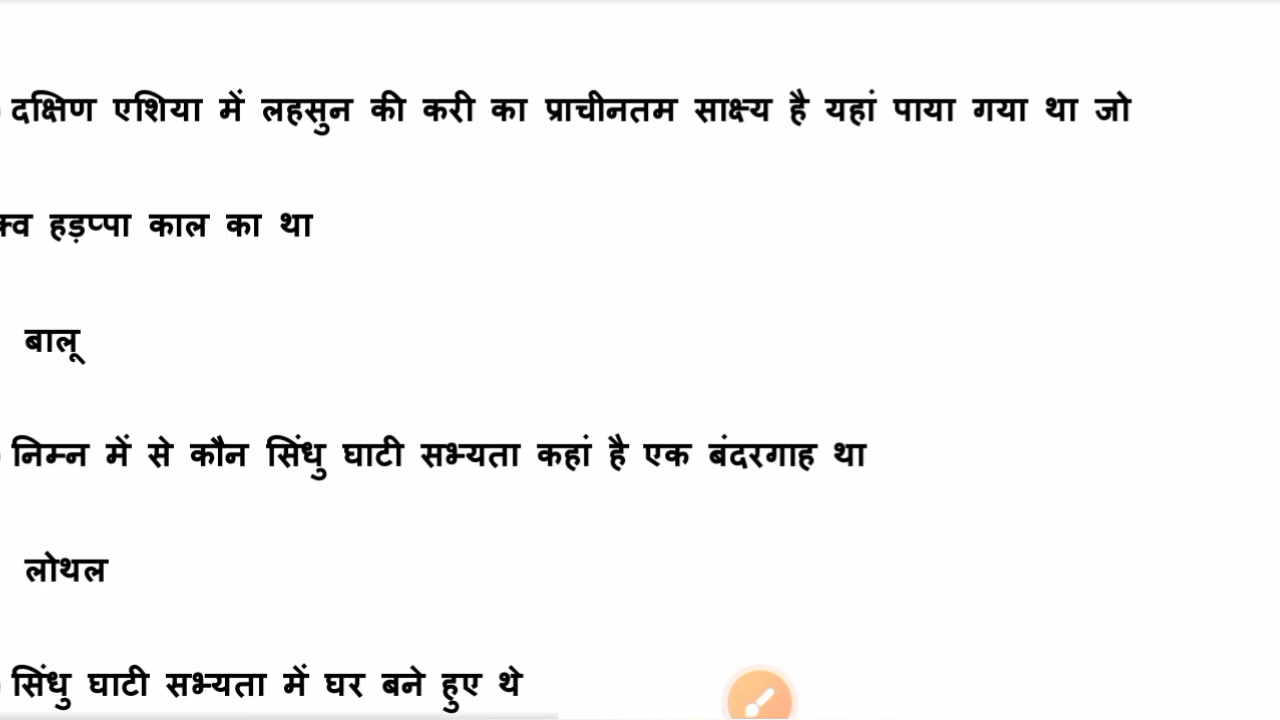 दक्षिण एशिया में लहसुन की करी का प्राचीनतम साक्ष्य है यहां पाया गया था जो
हड़प्पा काल का था
बालू
निम्न में से कौन सिंधु घाटी सभ्यता कहां है एक बंदरगाह था
लोथल
सिंधु घाटी सभ्यता में घर बने हुए थे